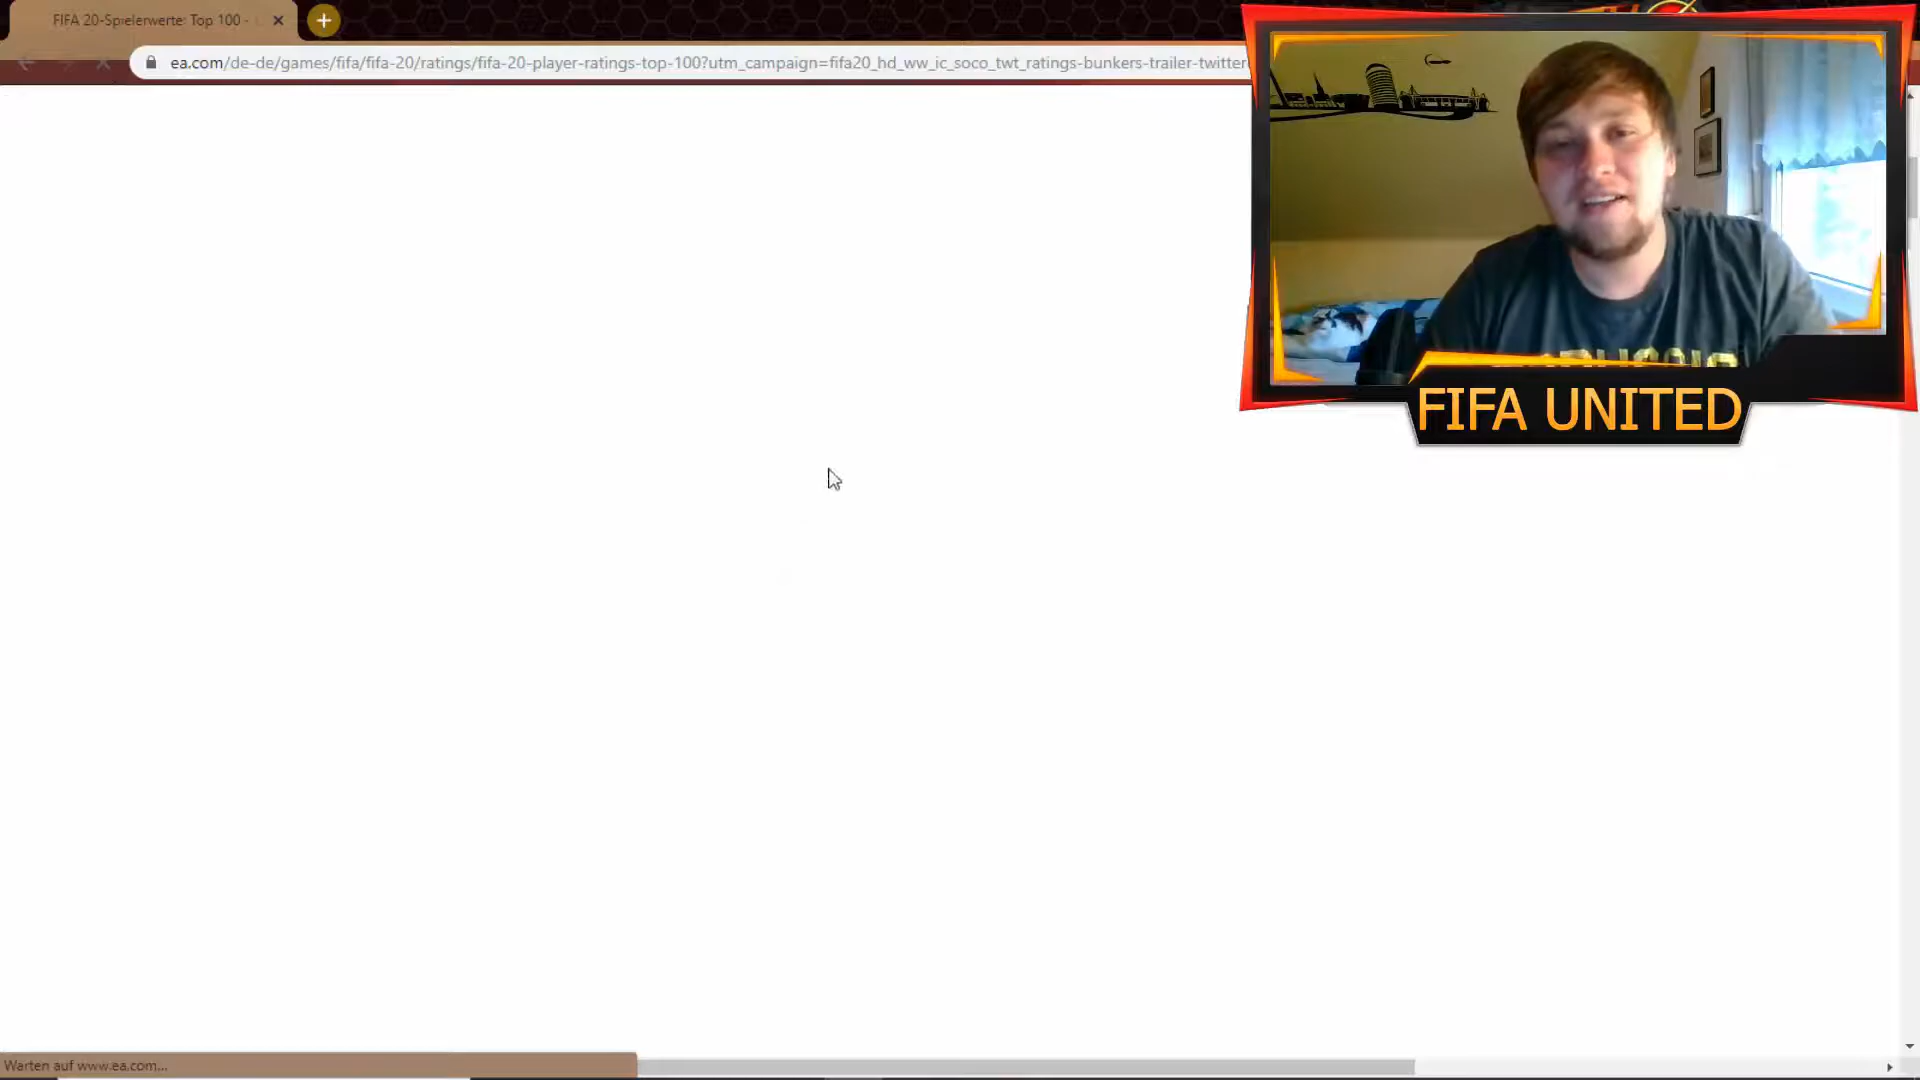 FIFA 20-Spielerwerte: Top 100 -
ea.com/de-de/games/fifa/fifa-20/ratings/fifa-20-player-ratings-top-100?utm_campaign=fifa20_hd_ww_ic_soco_twt_ratings-bunkers-trailer-twitter
FIFA UNITED
Warten auf www.ea.com...